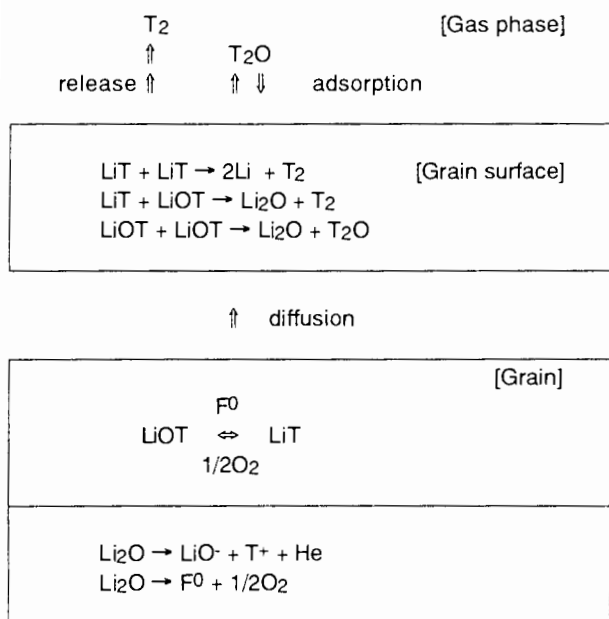 T2 [Gas phase]
⇑ T2O
release ⇑ ⇑ ⇓ adsorption
LiT + LiT → 2Li + T2 [Grain surface]
LiT + LiOT → Li2O + T2
LiOT + LiOT → Li2O + T2O
⇑ diffusion
[Grain]
F0
LiOT ⇔ LiT
1/2O2
Li2O → LiO- + T+ + He
Li2O → F0 + 1/2O2